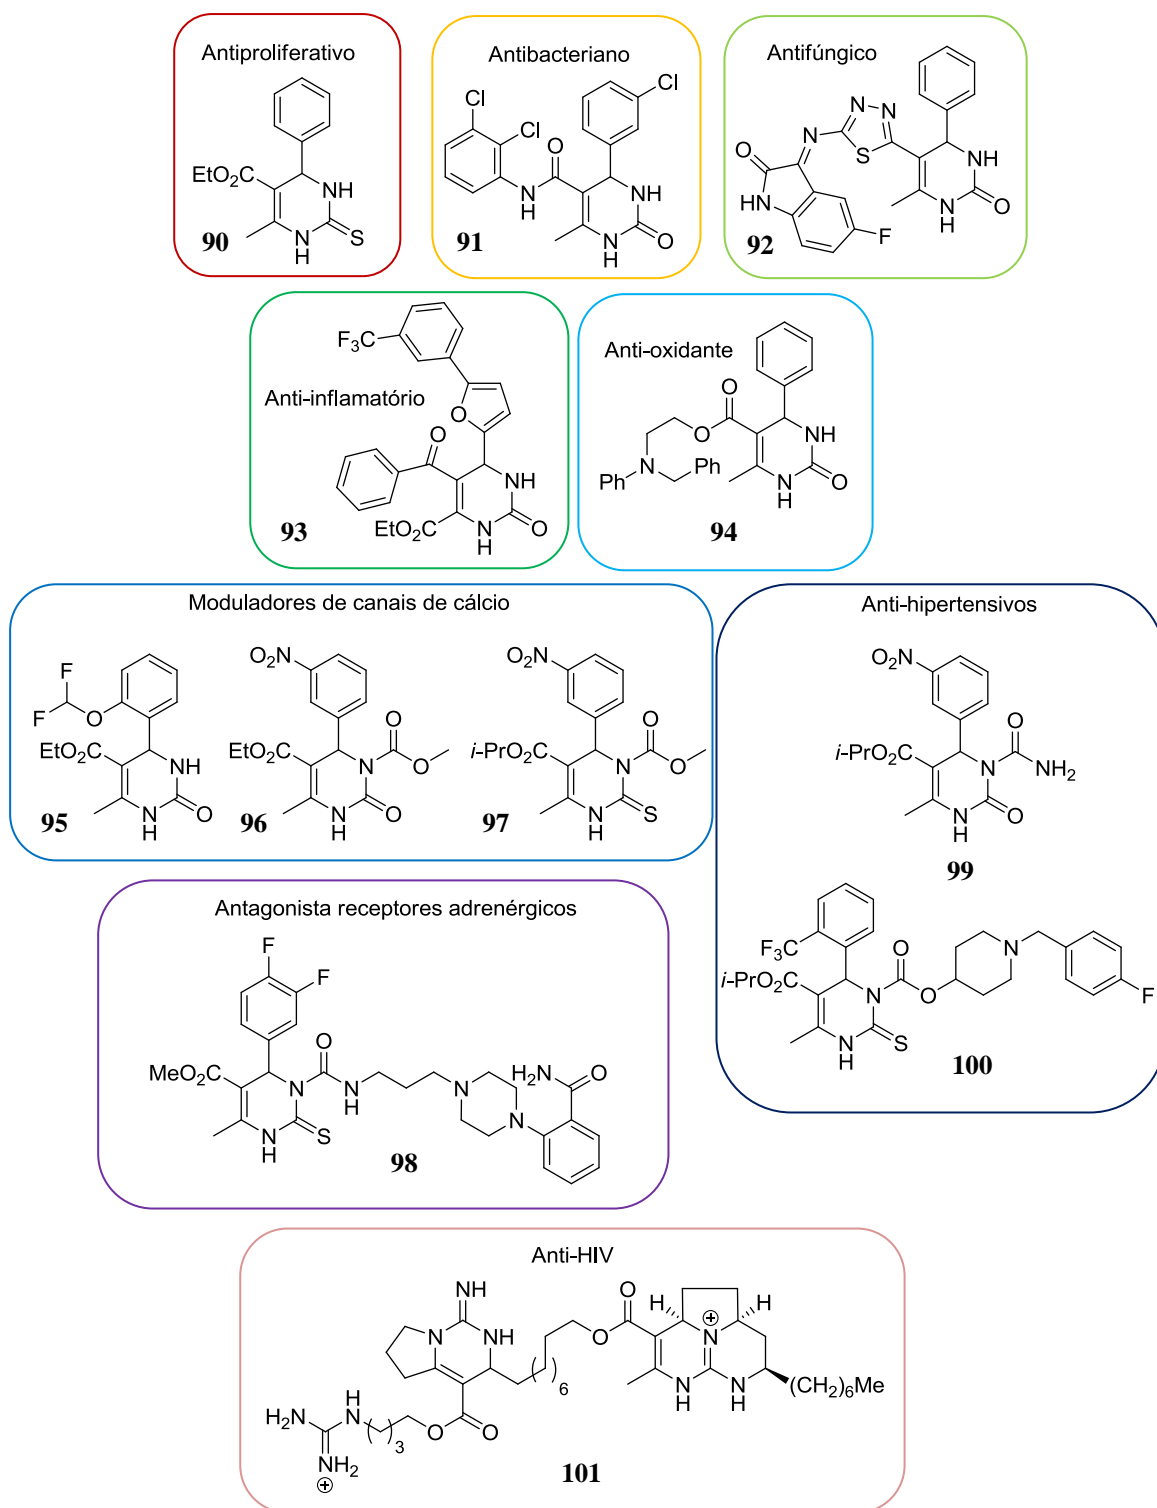 Antiproliferativo
EtO₂C
NH
N
H
S
90
Antibacteriano
Cl
Cl
Cl
O
N
H
NH
N
H
O
91
Antifúngico
N
N
N
S
O
HN
NH
N
H
O
F
92
F₃C
Anti-inflamatório
O
O
NH
EtO₂C
N
H
O
93
Anti-oxidante
O
O
N
Ph
Ph
NH
N
H
O
94
Moduladores de canais de cálcio
F
F
O
EtO₂C
NH
N
H
O
95
O₂N
O
EtO₂C
N
O
N
H
O
96
O₂N
O
i-PrO₂C
N
O
N
H
S
97
Anti-hipertensivos
O₂N
O
i-PrO₂C
N
NH₂
N
H
O
99
F₃C
O
N
i-PrO₂C
N
O
F
N
H
S
100
Antagonista receptores adrenérgicos
F
F
O
MeO₂C
N
N
H
N
H₂N
O
N
N
H
S
98
Anti-HIV
NH
O
H
H
N
NH
O
N
⊕
6
N
H
N
H
(CH₂)₆Me
H₂N
H
N
3
O
O
NH₂
⊕
101